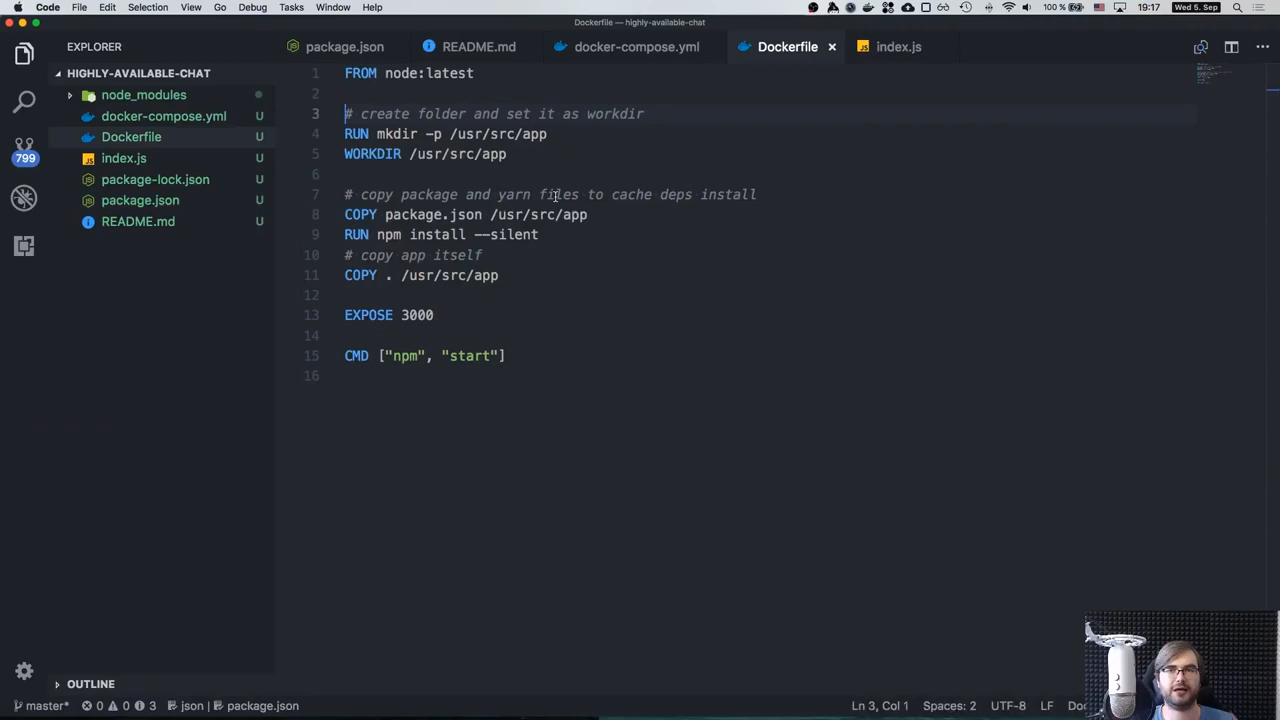 Code File Edit Selection View Go Debug Tasks Window Help 100 % 19:17 Wed 5. Sep
Dockerfile — highly-available-chat
EXPLORER
package.json README.md docker-compose.yml Dockerfile × index.js
HIGHLY-AVAILABLE-CHAT
node_modules
docker-compose.yml U
Dockerfile U
index.js U
package-lock.json U
package.json U
README.md U
799
1 FROM node:latest
2
3 # create folder and set it as workdir
4 RUN mkdir -p /usr/src/app
5 WORKDIR /usr/src/app
6
7 # copy package and yarn files to cache deps install
8 COPY package.json /usr/src/app
9 RUN npm install --silent
10 # copy app itself
11 COPY . /usr/src/app
12
13 EXPOSE 3000
14
15 CMD ["npm", "start"]
16
OUTLINE
master* 0 0 3 json | package.json Ln 3, Col 1 Spaces: 2 UTF-8 LF